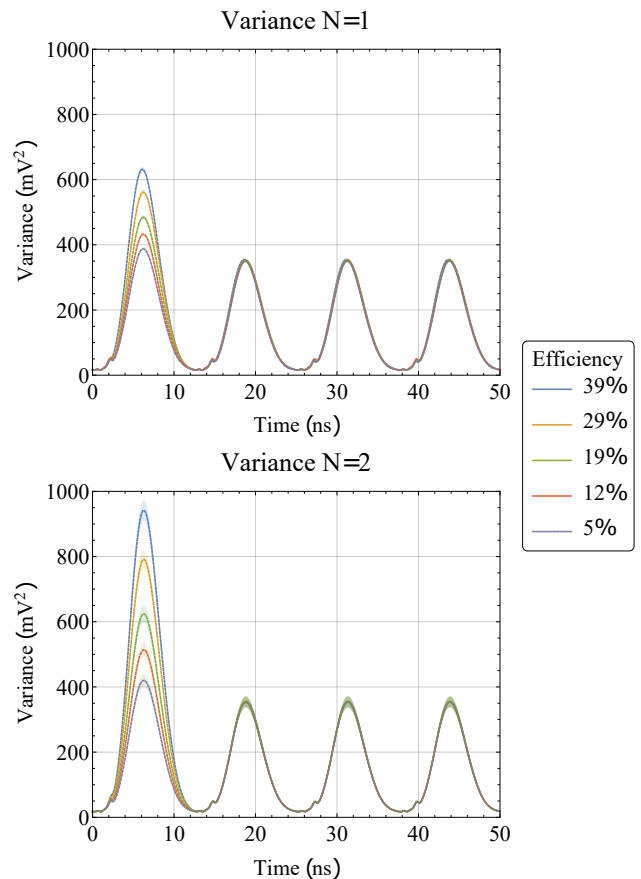 Variance N=1
1000
800
600
400
200
0
Variance (mV²)
0 10 20 30 40 50
Time (ns)
Variance N=2
1000
800
600
400
200
0
Variance (mV²)
0 10 20 30 40 50
Time (ns)
Efficiency
39%
29%
19%
12%
5%